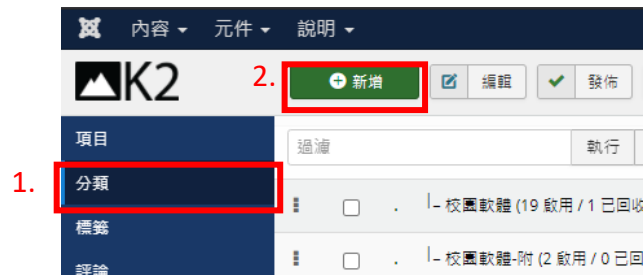 內容 元件 說明
K2
2.
新增 編輯 發佈
項目
過濾 執行
1.
分類
標籤
評論
– 校園軟體 (19 啟用 / 1 已回收
– 校園軟體-附 (2 啟用 / 0 已回